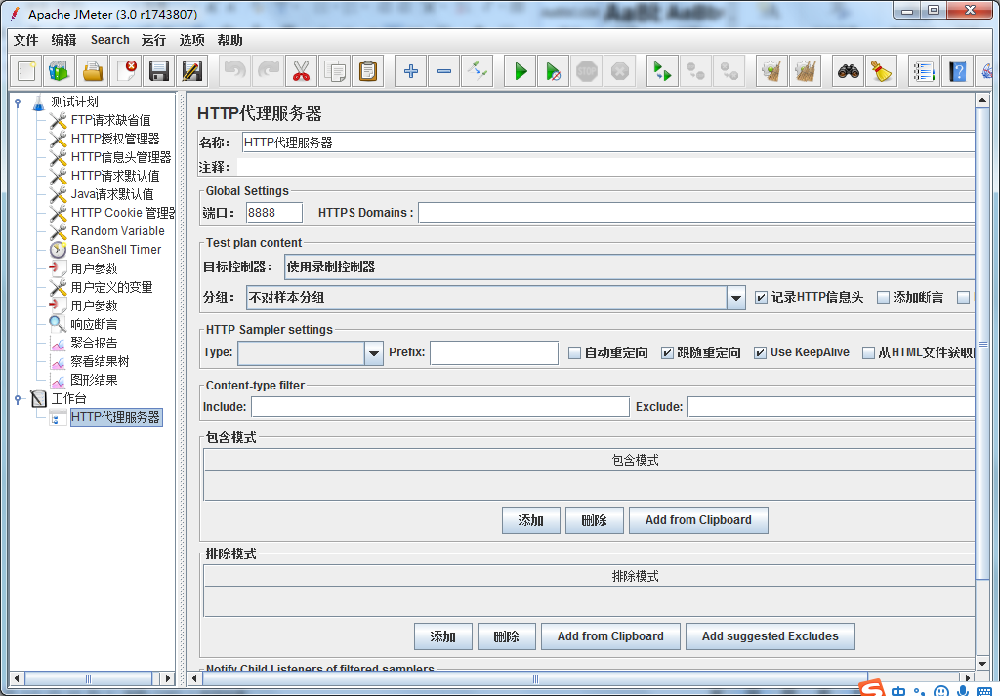 Apache JMeter (3.0 r1743807)
文件 编辑 Search 运行 选项 帮助
STOP
测试计划
FTP请求缺省值
HTTP授权管理器
HTTP信息头管理器
HTTP请求默认值
Java请求默认值
HTTP Cookie 管理器
Random Variable
BeanShell Timer
用户参数
用户定义的变量
用户参数
响应断言
聚合报告
察看结果树
图形结果
工作台
HTTP代理服务器
HTTP代理服务器
名称: HTTP代理服务器
注释:
Global Settings
端口: 8888 HTTPS Domains :
Test plan content
目标控制器: 使用录制控制器
分组: 不对样本分组 记录HTTP信息头 添加断言
HTTP Sampler settings
Type: Prefix: 自动重定向 跟随重定向 Use KeepAlive 从HTML文件获取
Content-type filter
Include: Exclude:
包含模式
包含模式
添加 删除 Add from Clipboard
排除模式
排除模式
添加 删除 Add from Clipboard Add suggested Excludes
Notify Child Listeners of filtered samplers
中